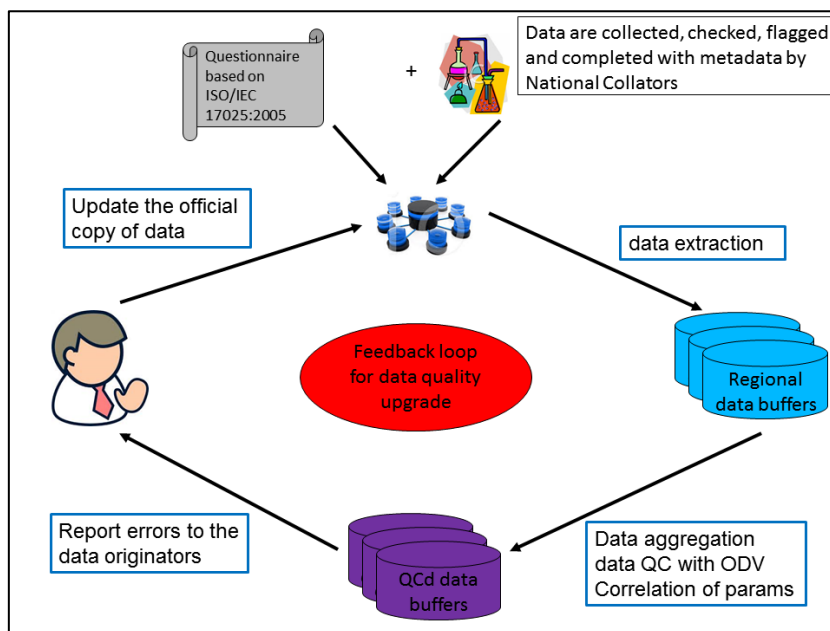 Questionnaire
based on
ISO/IEC
17025:2005
+
Data are collected, checked, flagged
and completed with metadata by
National Collators
Update the official
copy of data
data extraction
Feedback loop
for data quality
upgrade
Regional
data buffers
Report errors to the
data originators
QCd data
buffers
Data aggregation
data QC with ODV
Correlation of params